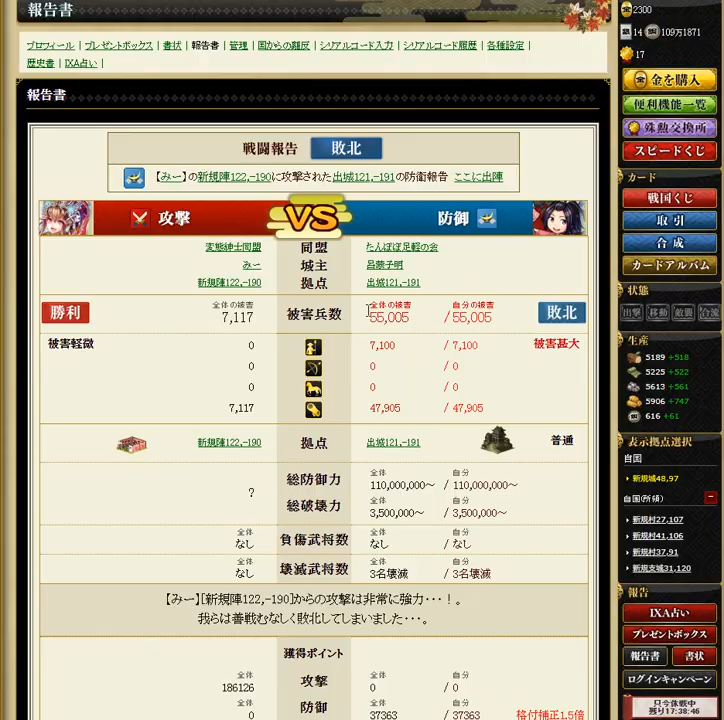 報告書
プロフィール | プレゼントボックス | 書状 | 報告書 | 管理 | 国からの離反 | シリアルコード入力 | シリアルコード履歴 | 各種設定 |
歴史書 | IXA占い |
報告書
戦闘報告 敗北
【みー】の新規陣122,-190に攻撃された出城121,-191の防衛報告 ここに出陣
攻撃 VS 防御
変態紳士同盟 同盟 たんぽぽ足軽の会
みー 城主 呂蒙子明
新規陣122,-190 拠点 出城121,-191
全体の被害 全体の被害 自分の被害
勝利 7,117 被害兵数 55,005 / 55,005 敗北
被害軽微 0 7,100 / 7,100 被害甚大
0 0 / 0
0 0 / 0
7,117 47,905 / 47,905
新規陣122,-190 拠点 出城121,-191 普通
全体 自分
? 総防御力 110,000,000～ / 110,000,000～
全体 自分
総破壊力 3,500,000～ / 3,500,000～
全体 全体 自分
なし 負傷武将数 なし / なし
全体 全体 自分
なし 壊滅武将数 3名壊滅 / 3名壊滅
【みー】[新規陣122,-190]からの攻撃は非常に強力・・・！。
我らは善戦むなしく敗北してしまいました・・・。
獲得ポイント
全体 全体 自分
186126 攻撃 0 / 0
全体 全体 自分
0 防御 37363 / 37363 格付補正1.5倍
2300
14 109万1871
17
金を購入
便利機能一覧
殊勲交換所
スピードくじ
カード
戦国くじ
取引
合成
カードアルバム
状態
出撃 移動 敵襲 合流
生産
5189 +518
5225 +522
5613 +561
5906 +747
616 +61
表示拠点選択
自国
新規城48,97
自国(所領)
新規村27,107
新規村41,106
新規村37,91
新規支城31,120
報告
IXA占い
プレゼントボックス
報告書 書状
ログインキャンペーン
只今休戦中
残り17:38:46